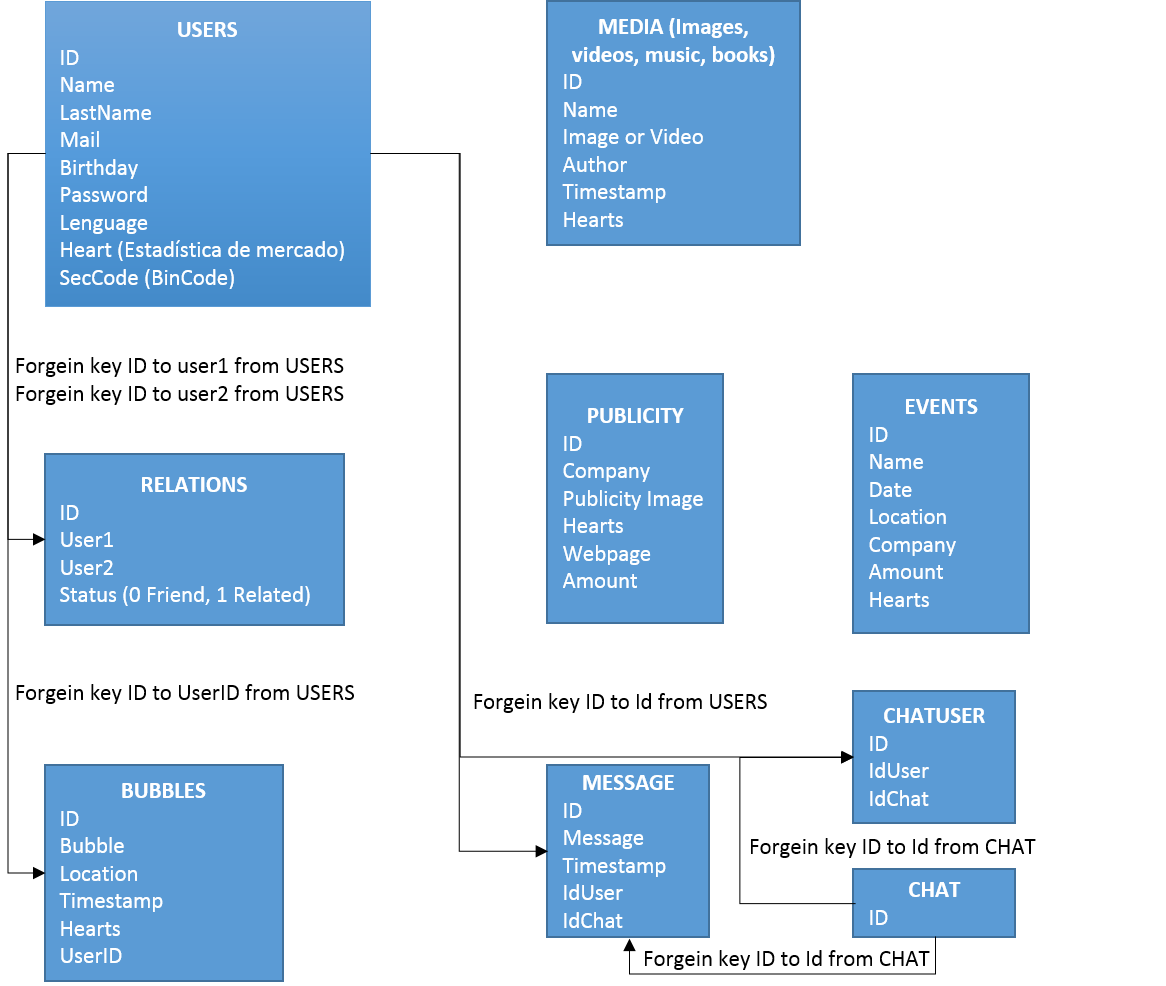 USERS
ID
Name
LastName
Mail
Birthday
Password
Lenguage
Heart (Estadística de mercado)
SecCode (BinCode)
MEDIA (Images,
videos, music, books)
ID
Name
Image or Video
Author
Timestamp
Hearts
Forgein key ID to user1 from USERS
Forgein key ID to user2 from USERS
RELATIONS
ID
User1
User2
Status (0 Friend, 1 Related)
PUBLICITY
ID
Company
Publicity Image
Hearts
Webpage
Amount
EVENTS
ID
Name
Date
Location
Company
Amount
Hearts
Forgein key ID to UserID from USERS
Forgein key ID to Id from USERS
BUBBLES
ID
Bubble
Location
Timestamp
Hearts
UserID
MESSAGE
ID
Message
Timestamp
IdUser
IdChat
CHATUSER
ID
IdUser
IdChat
Forgein key ID to Id from CHAT
CHAT
ID
Forgein key ID to Id from CHAT